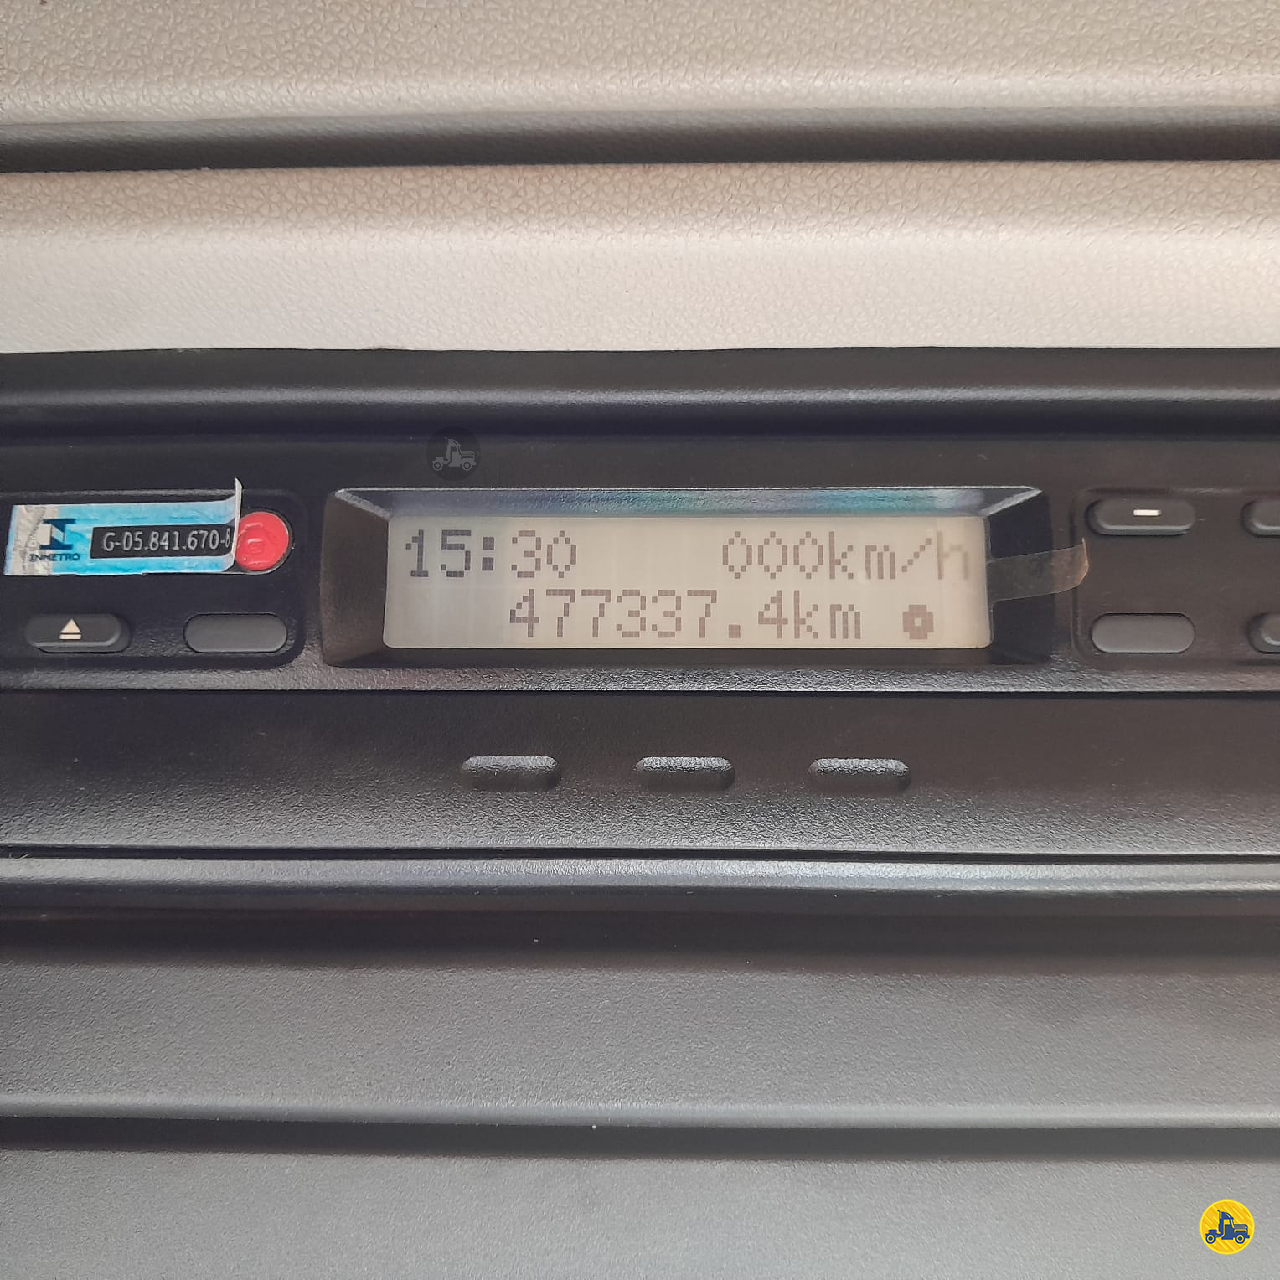 INMETRO
G-05.841.670-8
15:30 000km/h
477337.4km